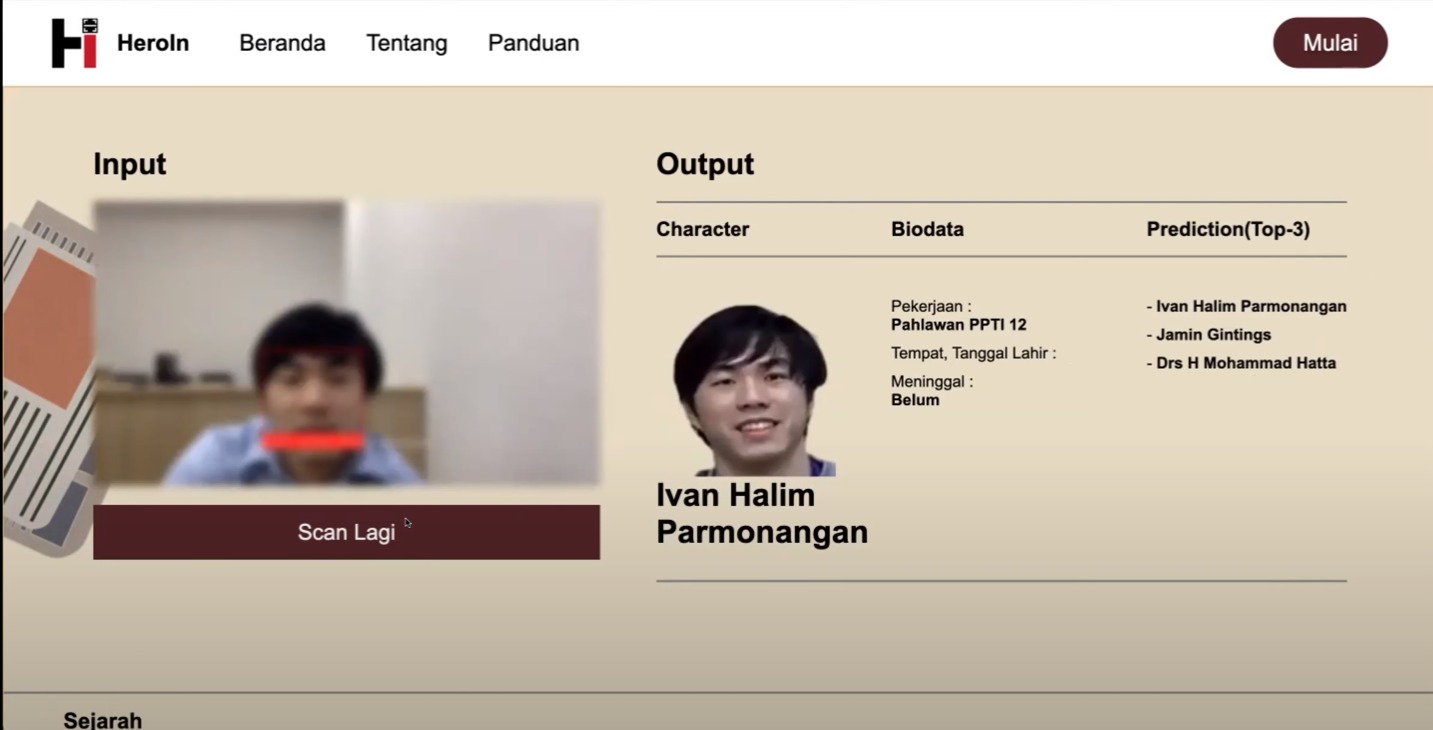 Hi HeroIn Beranda Tentang Panduan Mulai
Input
Scan Lagi
Output
Character Biodata Prediction(Top-3)
Ivan Halim
Parmonangan
Pekerjaan :
Pahlawan PPTI 12
Tempat, Tanggal Lahir :
Meninggal :
Belum
- Ivan Halim Parmonangan
- Jamin Gintings
- Drs H Mohammad Hatta
Sejarah